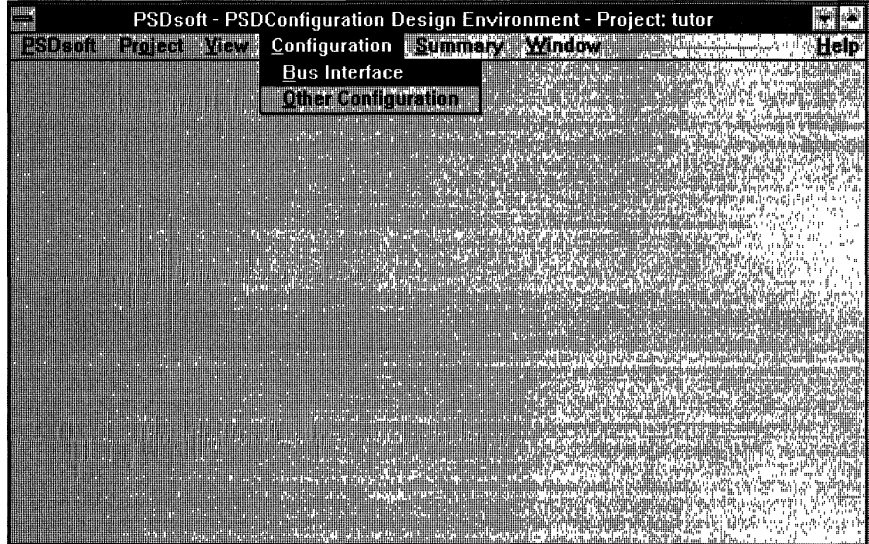 PSDsoft - PSDConfiguration Design Environment - Project: tutor
PSDsoft Project View Configuration Summary Window Help
Bus Interface
Other Configuration